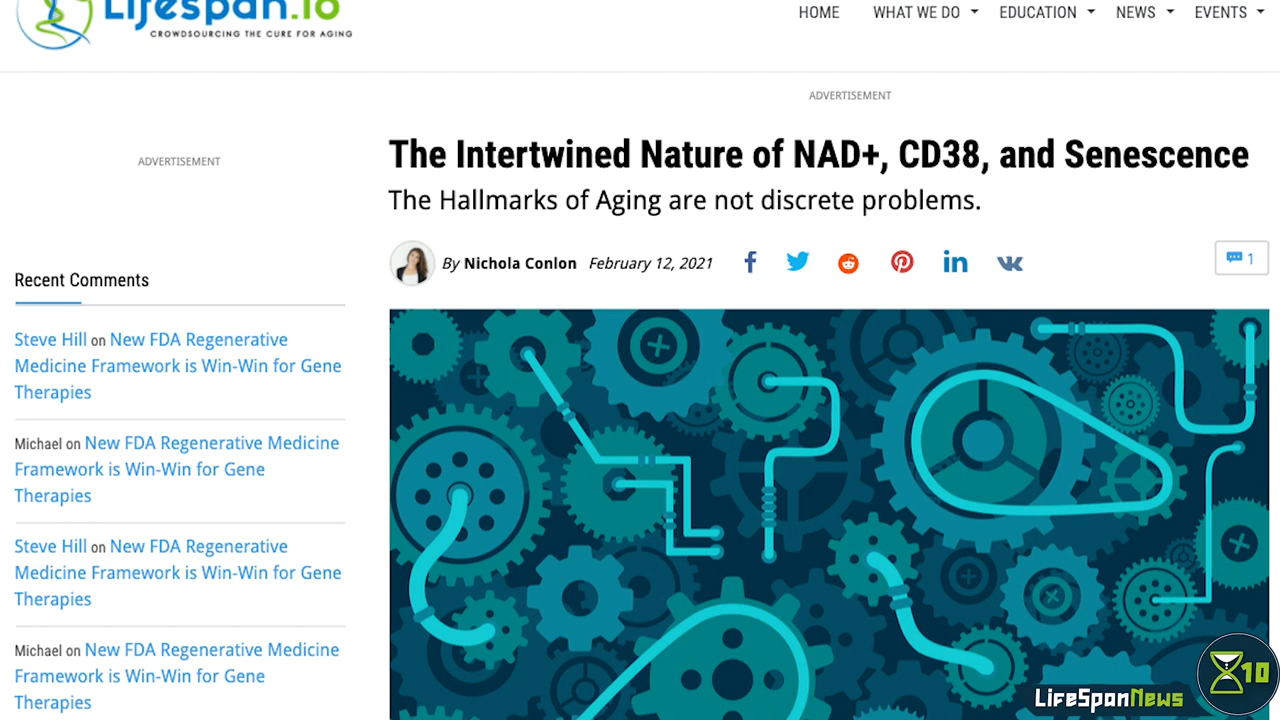 Lifespan.io
CROWDSOURCING THE CURE FOR AGING
HOME WHAT WE DO EDUCATION NEWS EVENTS
ADVERTISEMENT
ADVERTISEMENT
The Intertwined Nature of NAD+, CD38, and Senescence
The Hallmarks of Aging are not discrete problems.
By Nichola Conlon February 12, 2021
1
Recent Comments
Steve Hill on New FDA Regenerative
Medicine Framework is Win-Win for Gene
Therapies
Michael on New FDA Regenerative Medicine
Framework is Win-Win for Gene
Therapies
Steve Hill on New FDA Regenerative
Medicine Framework is Win-Win for Gene
Therapies
Michael on New FDA Regenerative Medicine
Framework is Win-Win for Gene
Therapies
LifeSpanNews
10